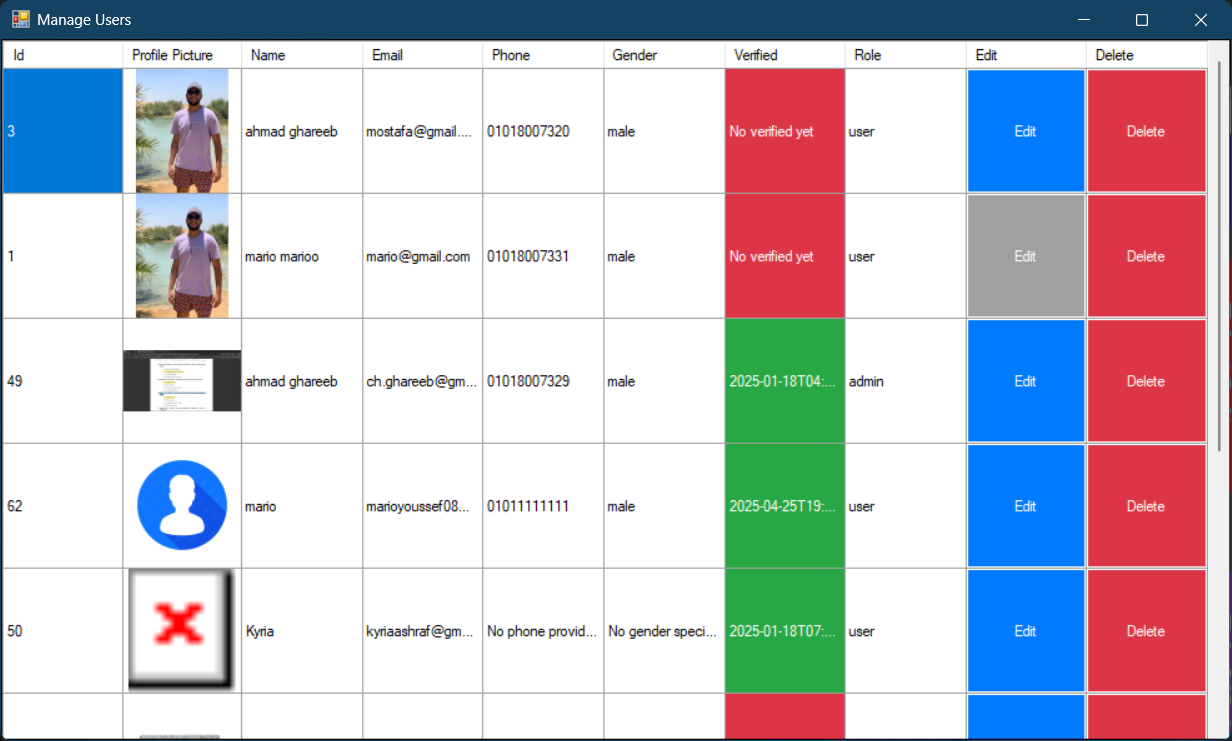 Manage Users
Id Profile Picture Name Email Phone Gender Verified Role Edit Delete
3 ahmad ghareeb mostafa@gmail.... 01018007320 male No verified yet user Edit Delete
1 mario marioo mario@gmail.com 01018007331 male No verified yet user Edit Delete
49 ahmad ghareeb ch.ghareeb@gm... 01018007329 male 2025-01-18T04:... admin Edit Delete
62 mario marioyoussef08... 01011111111 male 2025-04-25T19:... user Edit Delete
50 Kyria kyriaashraf@gm... No phone provid... No gender speci... 2025-01-18T07:... user Edit Delete